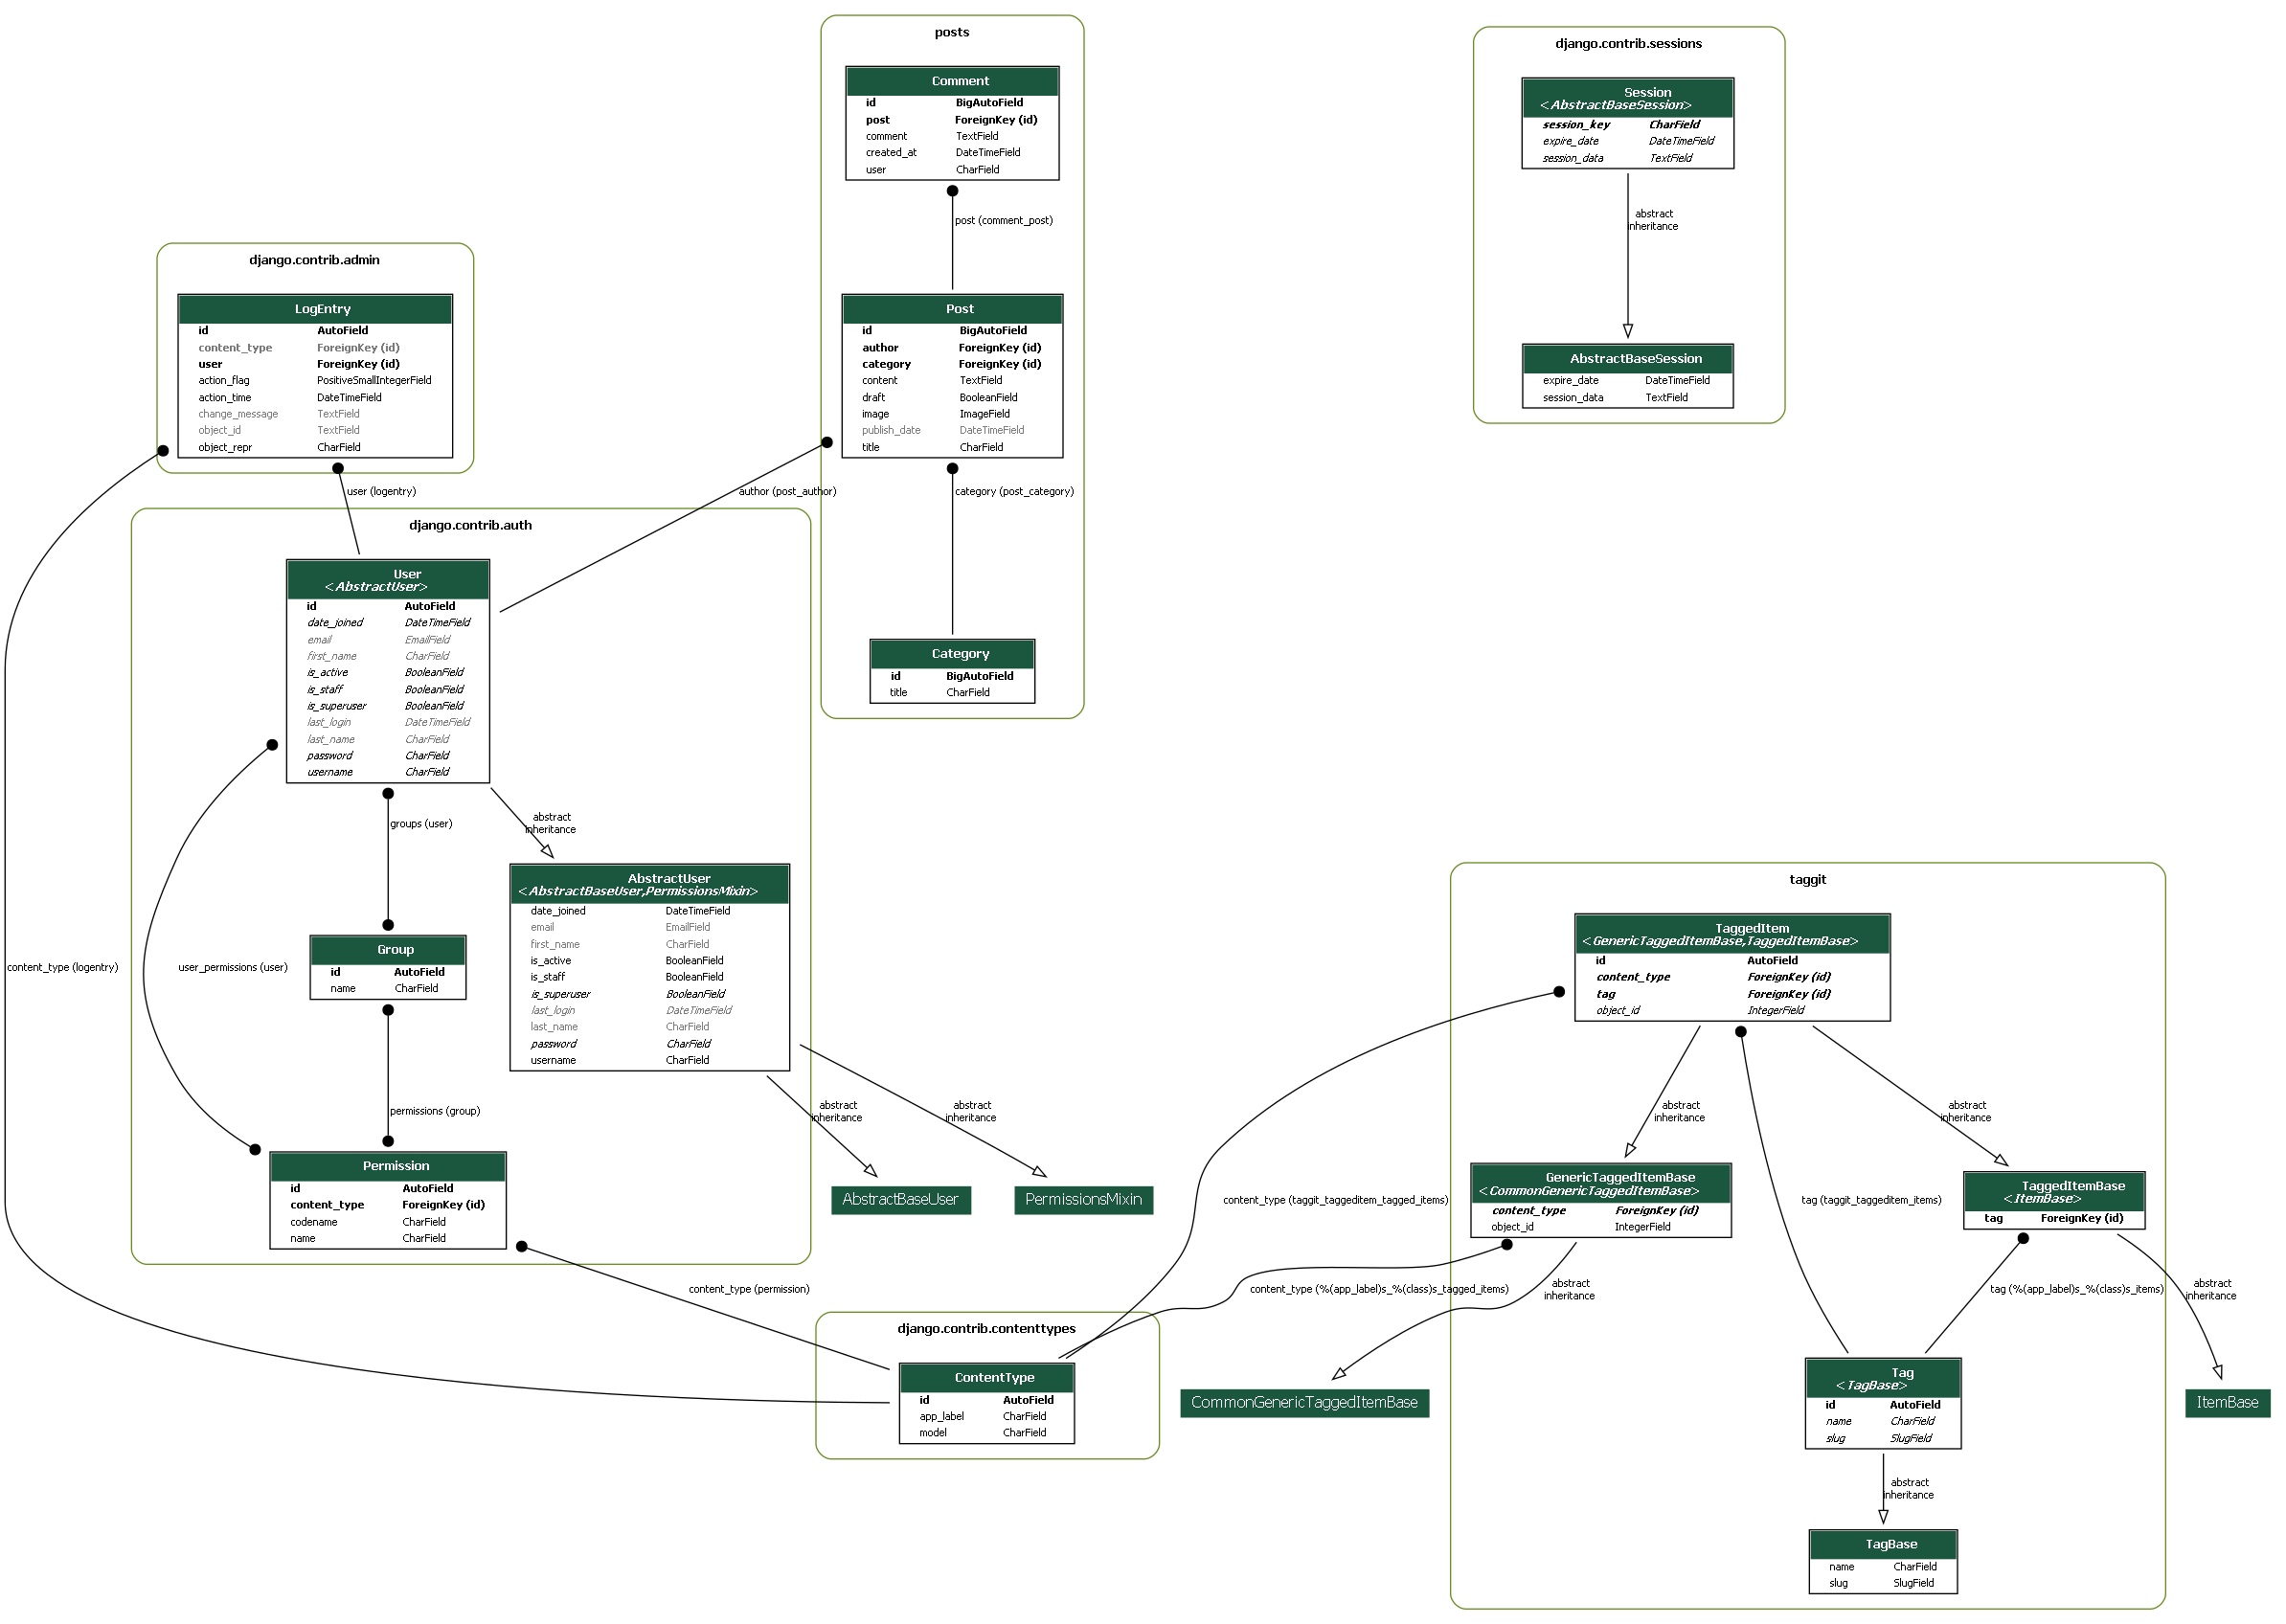 posts
Comment
id BigAutoField
post ForeignKey (id)
comment TextField
created_at DateTimeField
user CharField
post (comment_post)
Post
id BigAutoField
author ForeignKey (id)
category ForeignKey (id)
content TextField
draft BooleanField
image ImageField
publish_date DateTimeField
title CharField
author (post_author)
category (post_category)
Category
id BigAutoField
title CharField
django.contrib.sessions
Session
<AbstractBaseSession>
session_key CharField
expire_date DateTimeField
session_data TextField
abstract
inheritance
AbstractBaseSession
expire_date DateTimeField
session_data TextField
django.contrib.admin
LogEntry
id AutoField
content_type ForeignKey (id)
user ForeignKey (id)
action_flag PositiveSmallIntegerField
action_time DateTimeField
change_message TextField
object_id TextField
object_repr CharField
user (logentry)
django.contrib.auth
User
<AbstractUser>
id AutoField
date_joined DateTimeField
email EmailField
first_name CharField
is_active BooleanField
is_staff BooleanField
is_superuser BooleanField
last_login DateTimeField
last_name CharField
password CharField
username CharField
groups (user)
abstract
inheritance
AbstractUser
<AbstractBaseUser,PermissionsMixin>
date_joined DateTimeField
email EmailField
first_name CharField
is_active BooleanField
is_staff BooleanField
is_superuser BooleanField
last_login DateTimeField
last_name CharField
password CharField
username CharField
Group
id AutoField
name CharField
content_type (logentry)
user_permissions (user)
permissions (group)
abstract
inheritance
abstract
inheritance
Permission
id AutoField
content_type ForeignKey (id)
codename CharField
name CharField
AbstractBaseUser
PermissionsMixin
content_type (permission)
django.contrib.contenttypes
ContentType
id AutoField
app_label CharField
model CharField
taggit
TaggedItem
<GenericTaggedItemBase,TaggedItemBase>
id AutoField
content_type ForeignKey (id)
tag ForeignKey (id)
object_id IntegerField
abstract
inheritance
abstract
inheritance
content_type (taggit_taggeditem_tagged_items)
GenericTaggedItemBase
<CommonGenericTaggedItemBase>
content_type ForeignKey (id)
object_id IntegerField
tag (taggit_taggeditem_items)
TaggedItemBase
<ItemBase>
tag ForeignKey (id)
content_type (%(app_label)s_%(class)s_tagged_items)
abstract
inheritance
tag (%(app_label)s_%(class)s_items)
abstract
inheritance
CommonGenericTaggedItemBase
Tag
<TagBase>
id AutoField
name CharField
slug SlugField
ItemBase
abstract
inheritance
TagBase
name CharField
slug SlugField